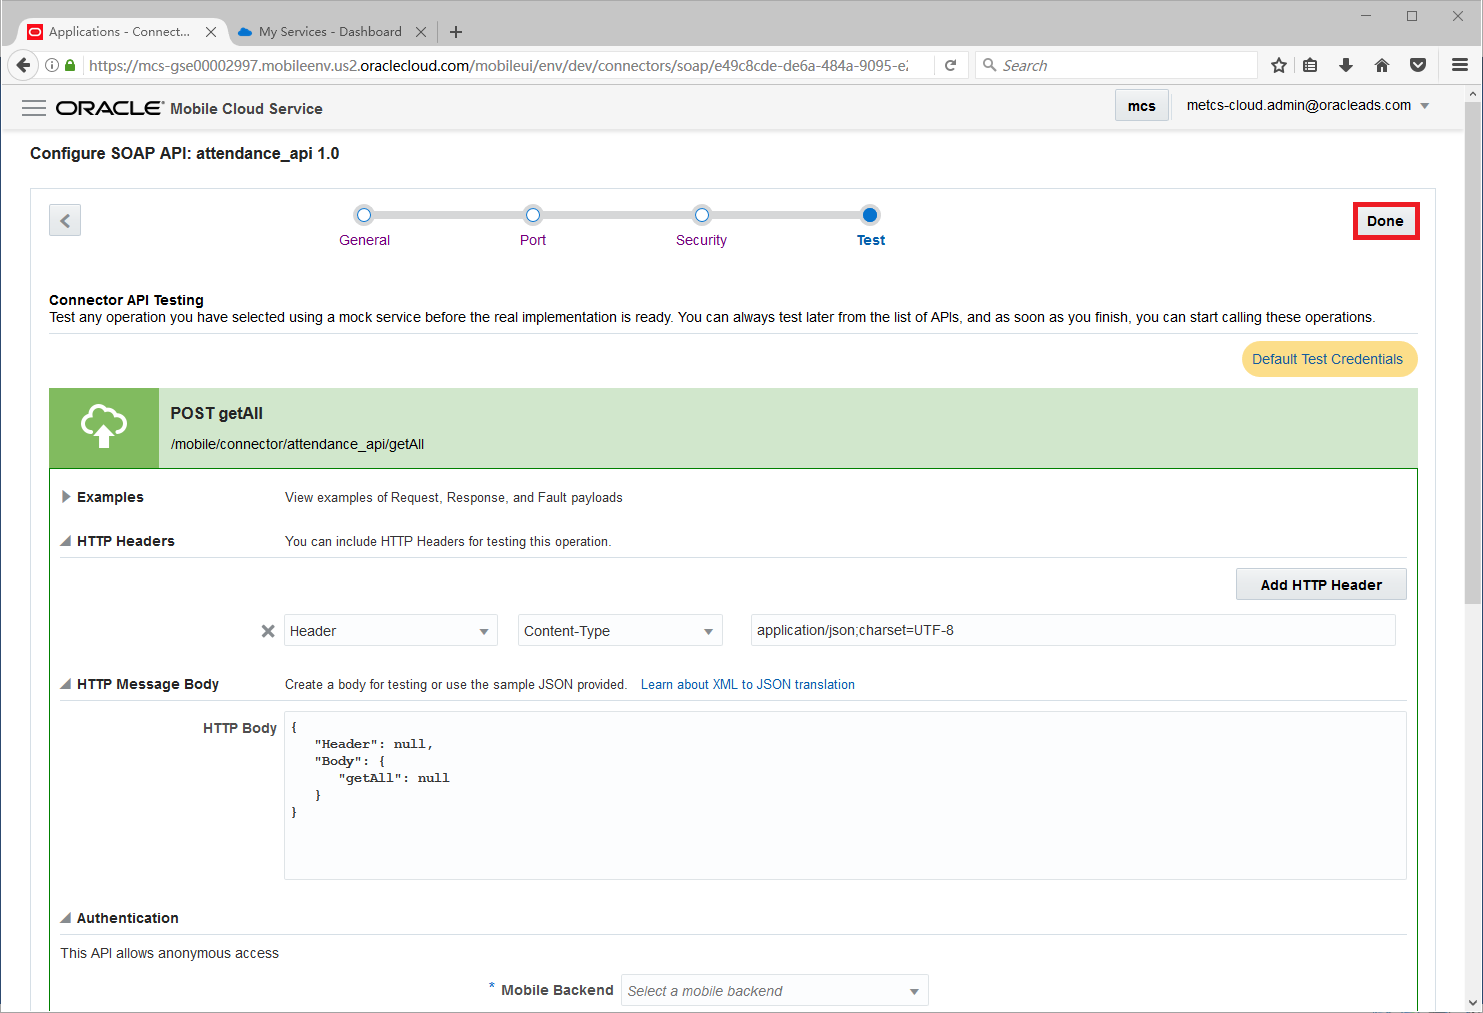 Applications - Connect...
My Services - Dashboard
https://mcs-gse00002997.mobileenv.us2.oraclecloud.com/mobileui/env/dev/connectors/soap/e49c8cde-de6a-484a-9095-e
Search
ORACLE Mobile Cloud Service
mcs
metcs-cloud.admin@oracleads.com
Configure SOAP API: attendance_api 1.0
General
Port
Security
Test
Done
Connector API Testing
Test any operation you have selected using a mock service before the real implementation is ready. You can always test later from the list of APIs, and as soon as you finish, you can start calling these operations.
Default Test Credentials
POST getAll
/mobile/connector/attendance_api/getAll
Examples
View examples of Request, Response, and Fault payloads
HTTP Headers
You can include HTTP Headers for testing this operation.
Add HTTP Header
Header
Content-Type
application/json;charset=UTF-8
HTTP Message Body
Create a body for testing or use the sample JSON provided. Learn about XML to JSON translation
HTTP Body
{
"Header": null,
"Body": {
"getAll": null
}
}
Authentication
This API allows anonymous access
* Mobile Backend
Select a mobile backend